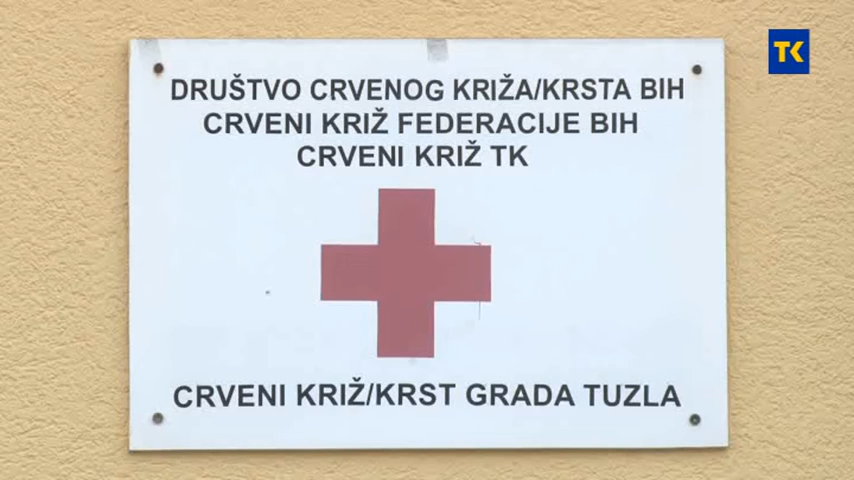 TK
DRUŠTVO CRVENOG KRIŽA/KRSTA BIH
CRVENI KRIŽ FEDERACIJE BIH
CRVENI KRIŽ TK
CRVENI KRIŽ/KRST GRADA TUZLA